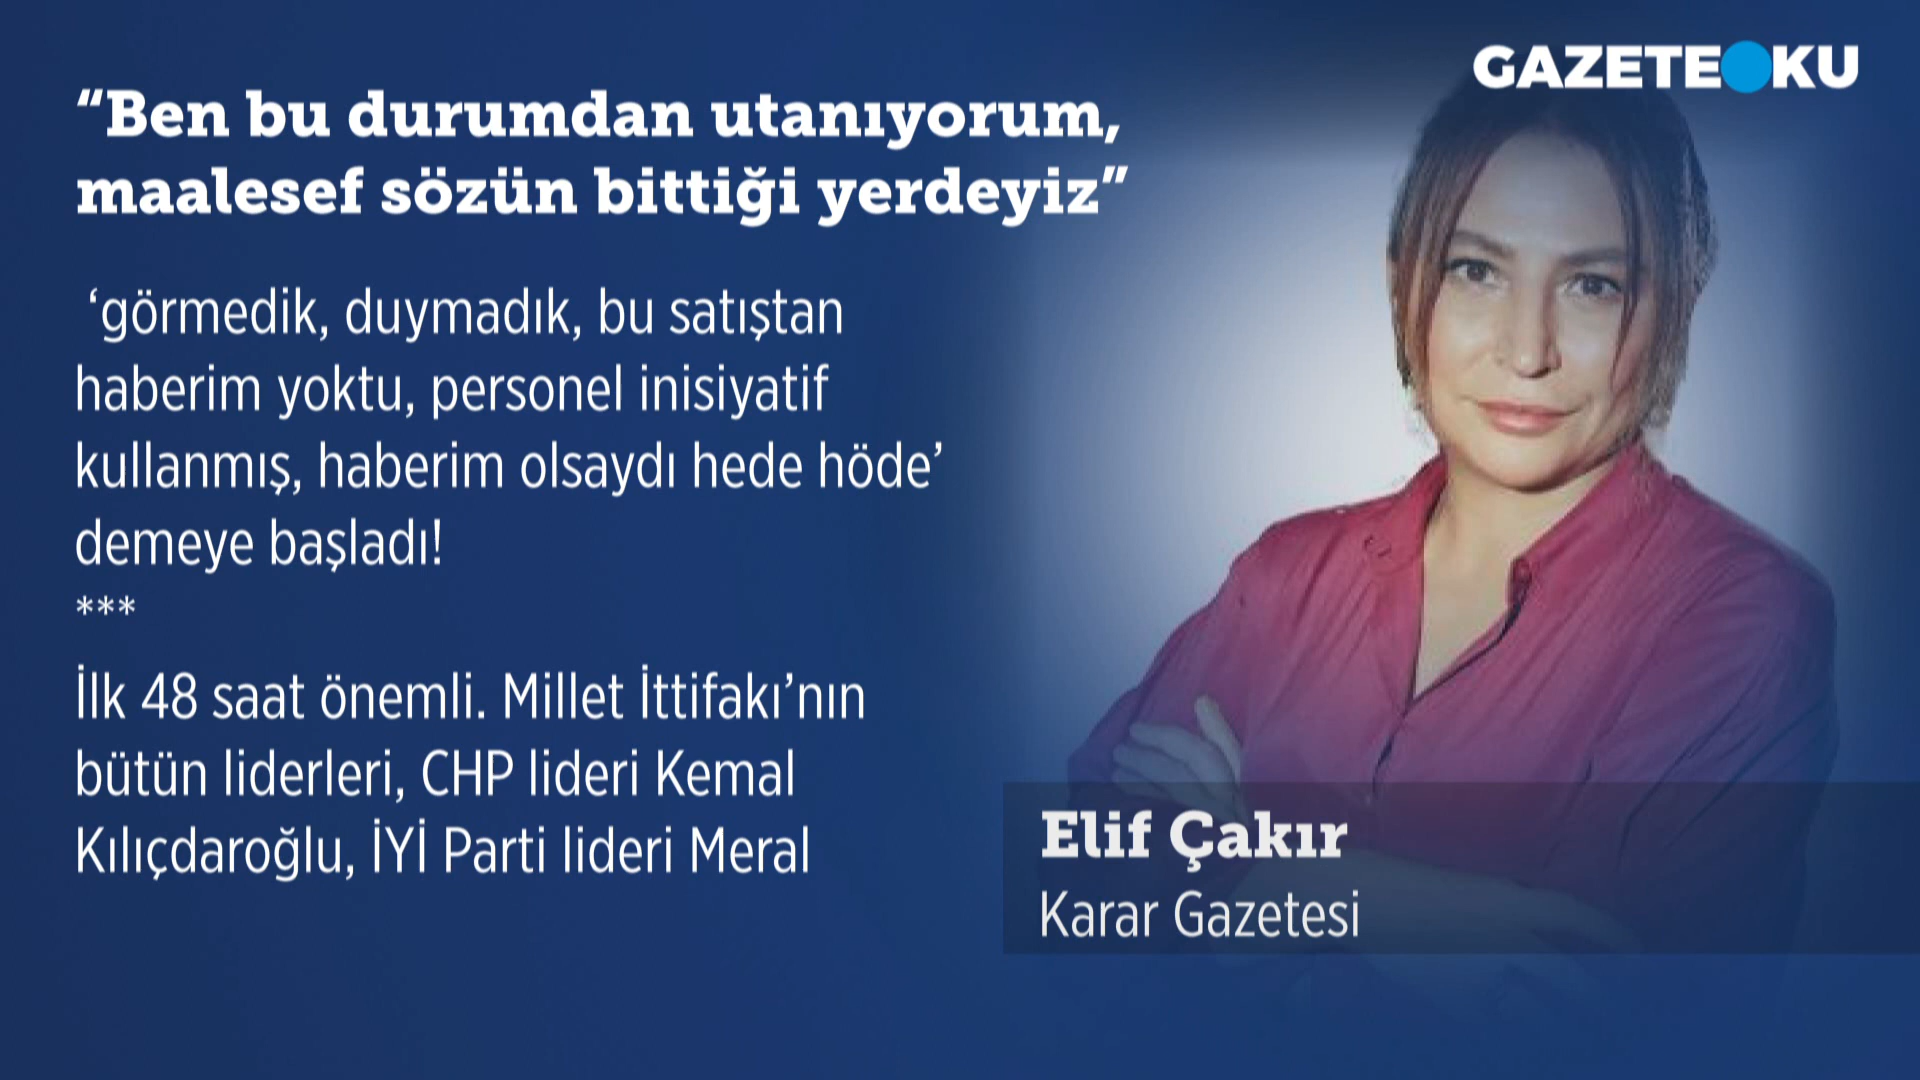 GAZETE KU
“Ben bu durumdan utanıyorum,
maalesef sözün bittiği yerdeyiz”
‘görmedik, duymadık, bu satıştan
haberim yoktu, personel inisiyatif
kullanmış, haberim olsaydı hede höde’
demeye başladı!
***
İlk 48 saat önemli. Millet İttifakı’nın
bütün liderleri, CHP lideri Kemal
Kılıçdaroğlu, İYİ Parti lideri Meral
Elif Çakır
Karar Gazetesi